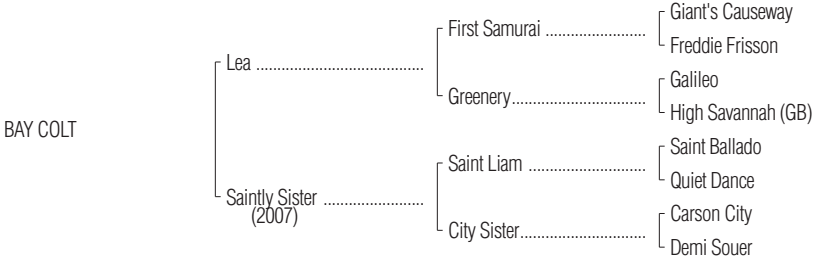 Giant's Causeway
First Samurai ........................
Freddie Frisson
Lea ........................................
Galileo
Greenery................................
High Savannah (GB)
BAY COLT
Saint Ballado
Saint Liam ............................
Quiet Dance
Saintly Sister ........................
(2007)
Carson City
City Sister..............................
Demi Souer